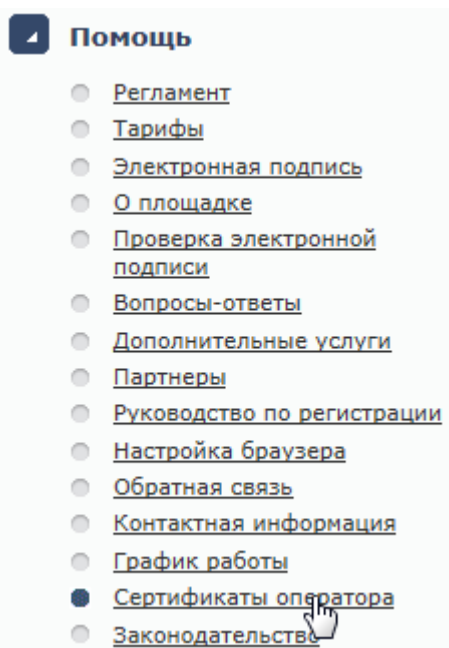 Помощь
Регламент
Тарифы
Электронная подпись
О площадке
Проверка электронной
подписи
Вопросы-ответы
Дополнительные услуги
Партнеры
Руководство по регистрации
Настройка браузера
Обратная связь
Контактная информация
График работы
Сертификаты оператора
Законодательство